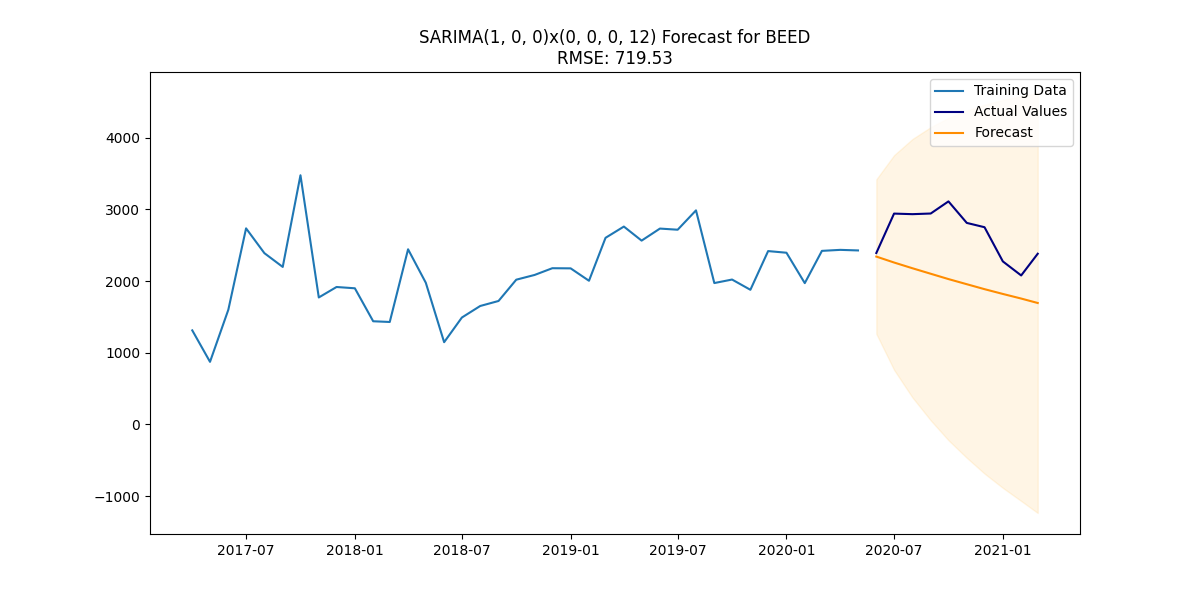 SARIMA(1, 0, 0)x(0, 0, 0, 12) Forecast for BEED
RMSE: 719.53
Training Data
Actual Values
Forecast
4000
3000
2000
1000
0
−1000
2017-07
2018-01
2018-07
2019-01
2019-07
2020-01
2020-07
2021-01